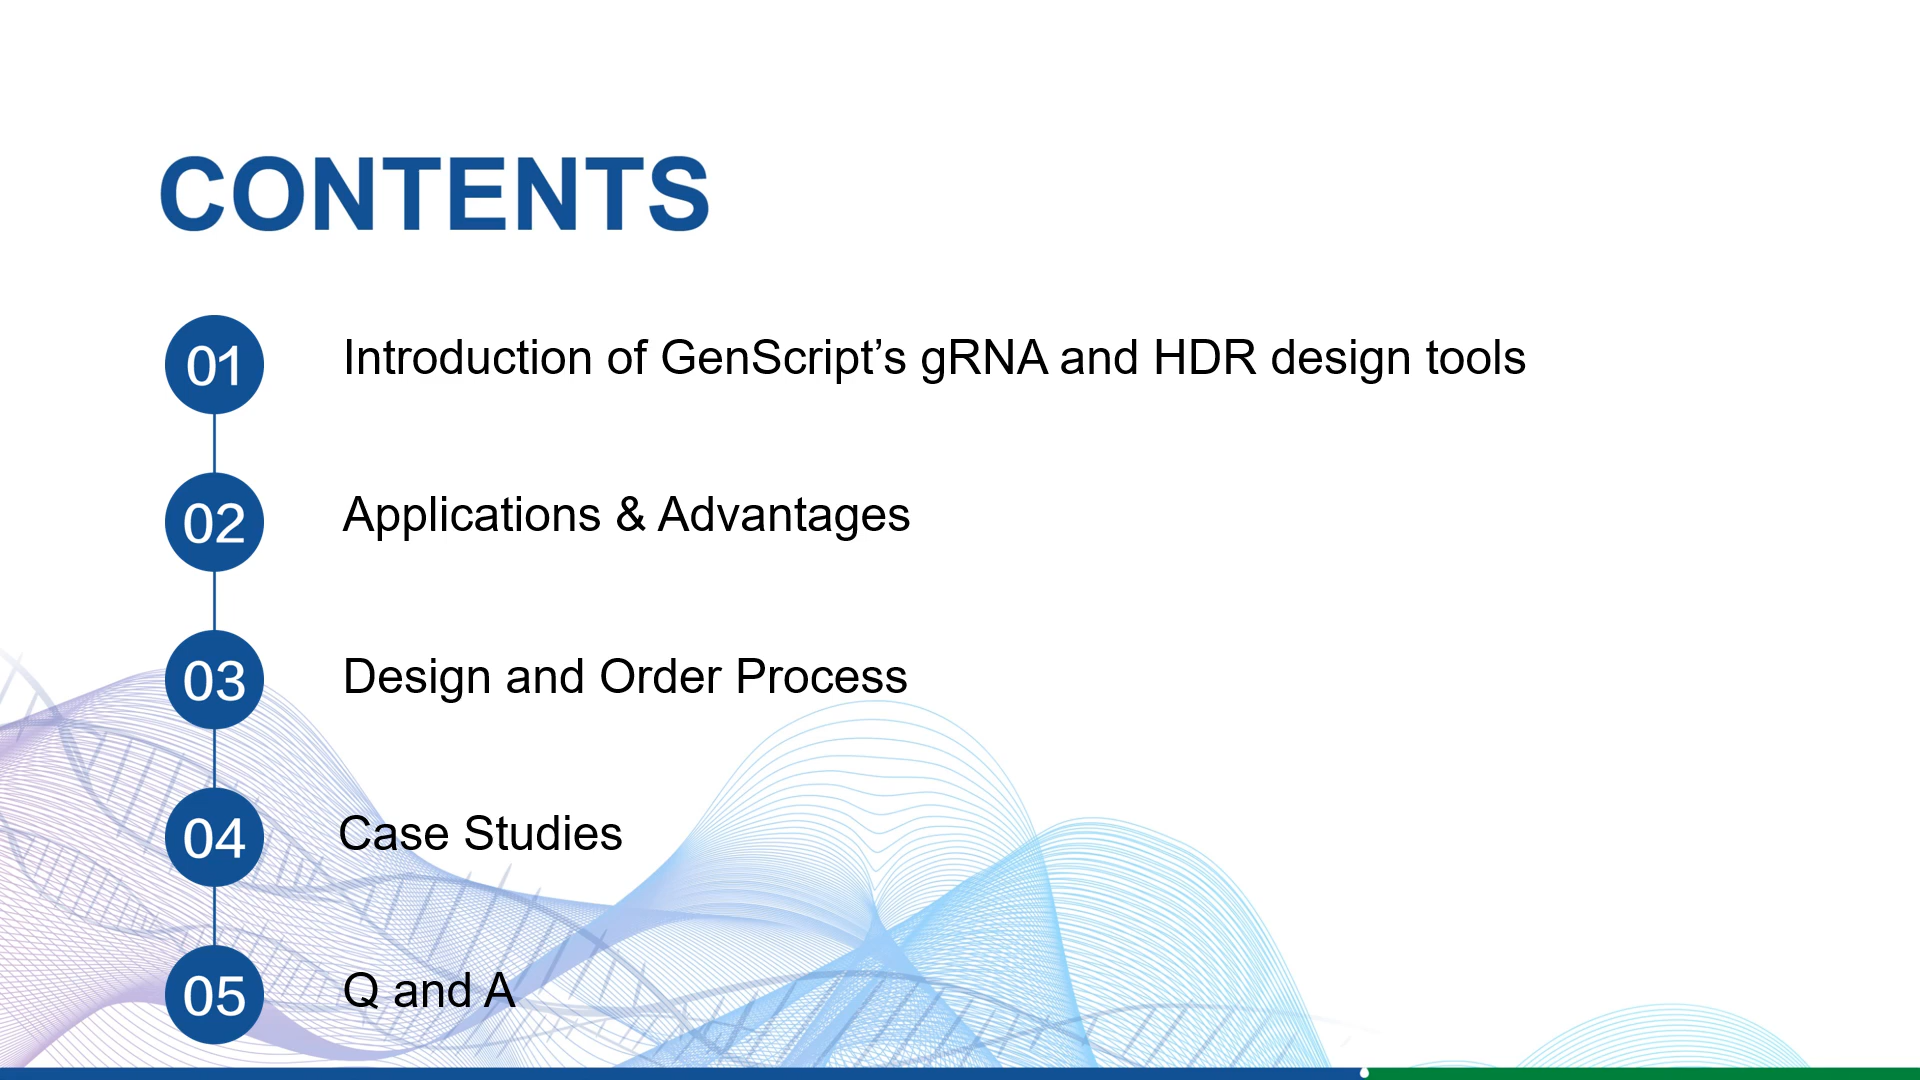 CONTENTS
01 Introduction of GenScript’s gRNA and HDR design tools
02 Applications & Advantages
03 Design and Order Process
04 Case Studies
05 Q and A